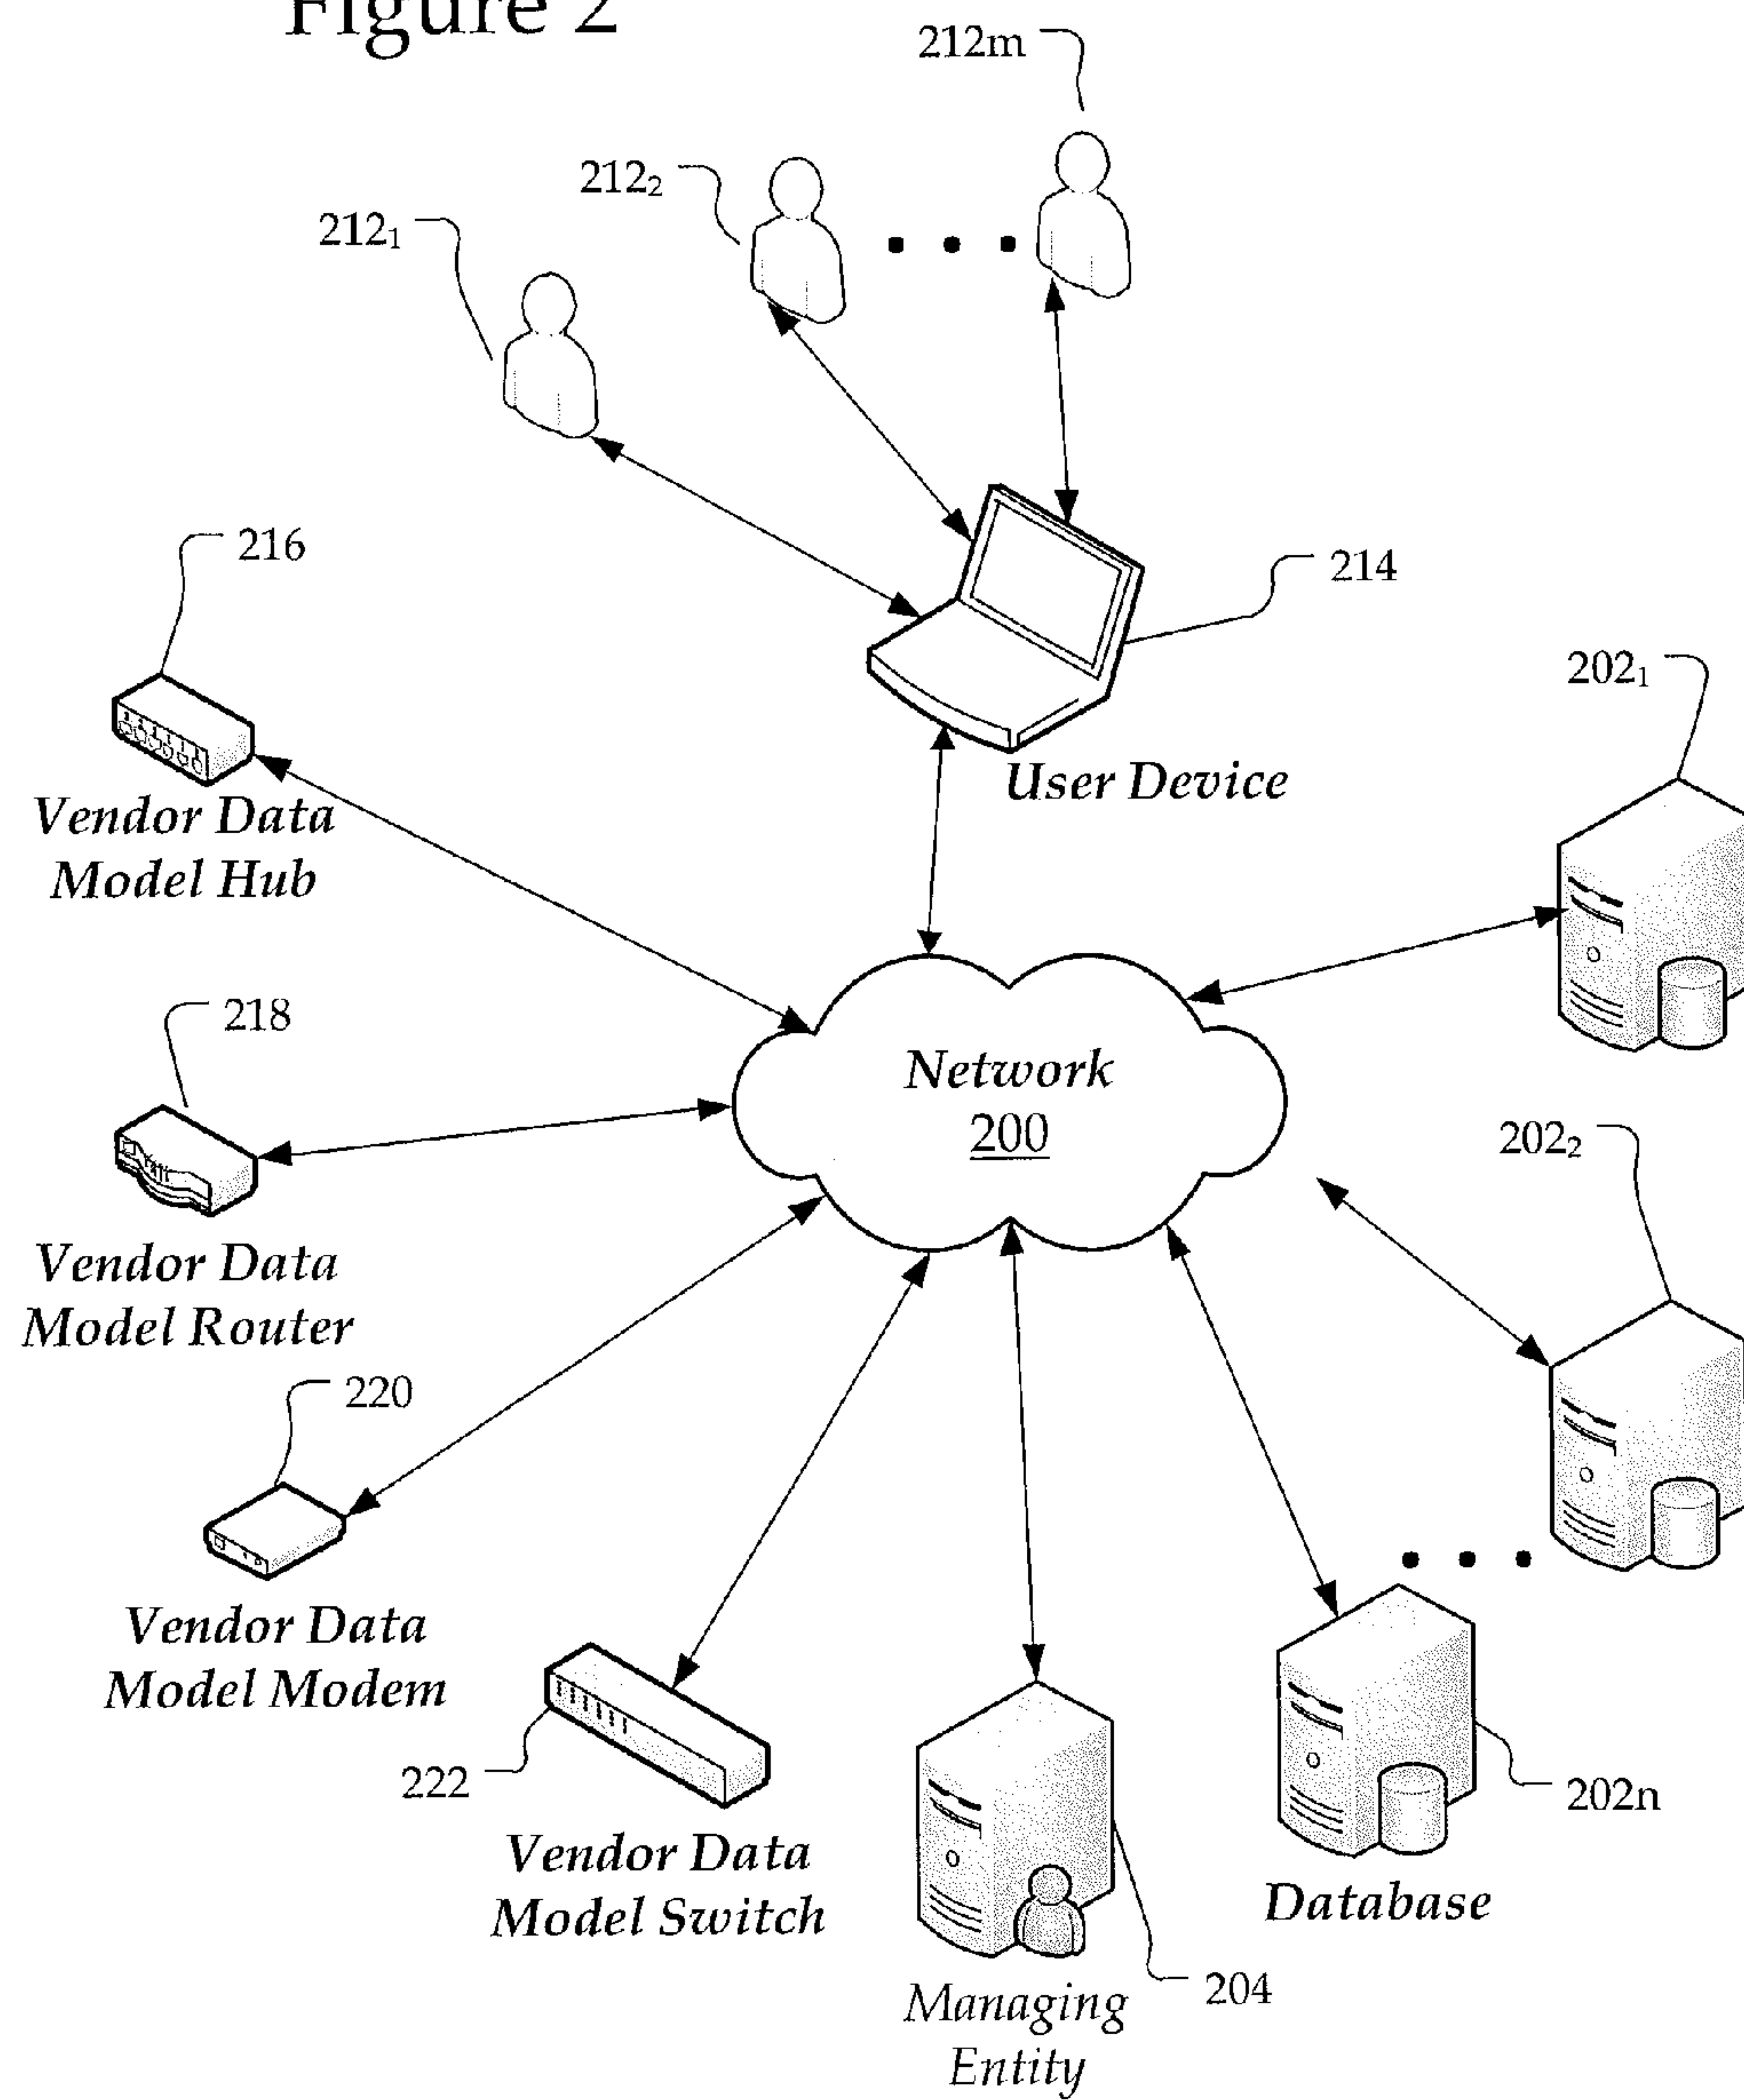 Figure 2
212m
212₂
212₁
216
214
202₁
User Device
Vendor Data
Model Hub
218
Network
200
202₂
Vendor Data
Model Router
220
Vendor Data
Model Modem
222
202n
Vendor Data
Model Switch
Database
204
Managing
Entity